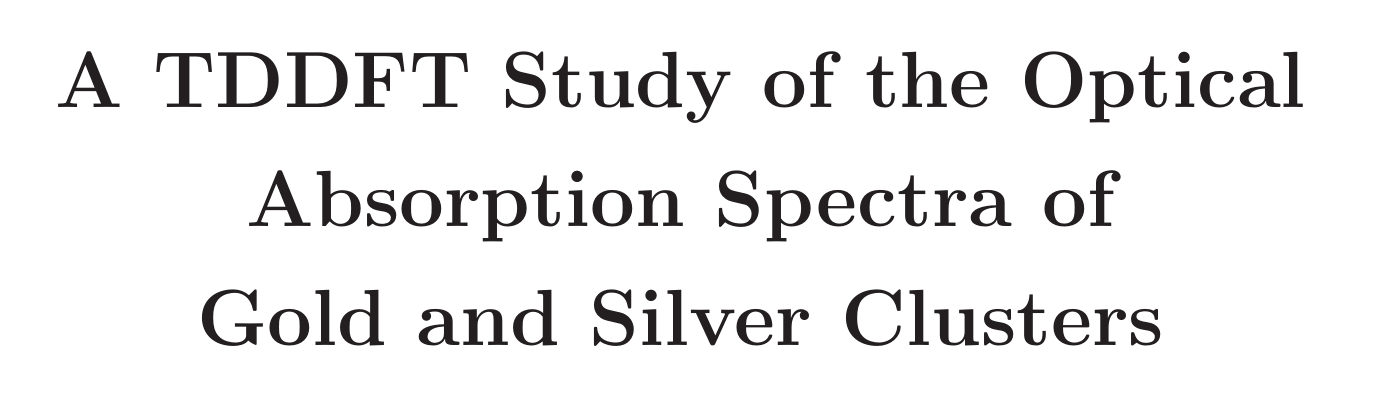 A TDDFT Study of the Optical
Absorption Spectra of
Gold and Silver Clusters